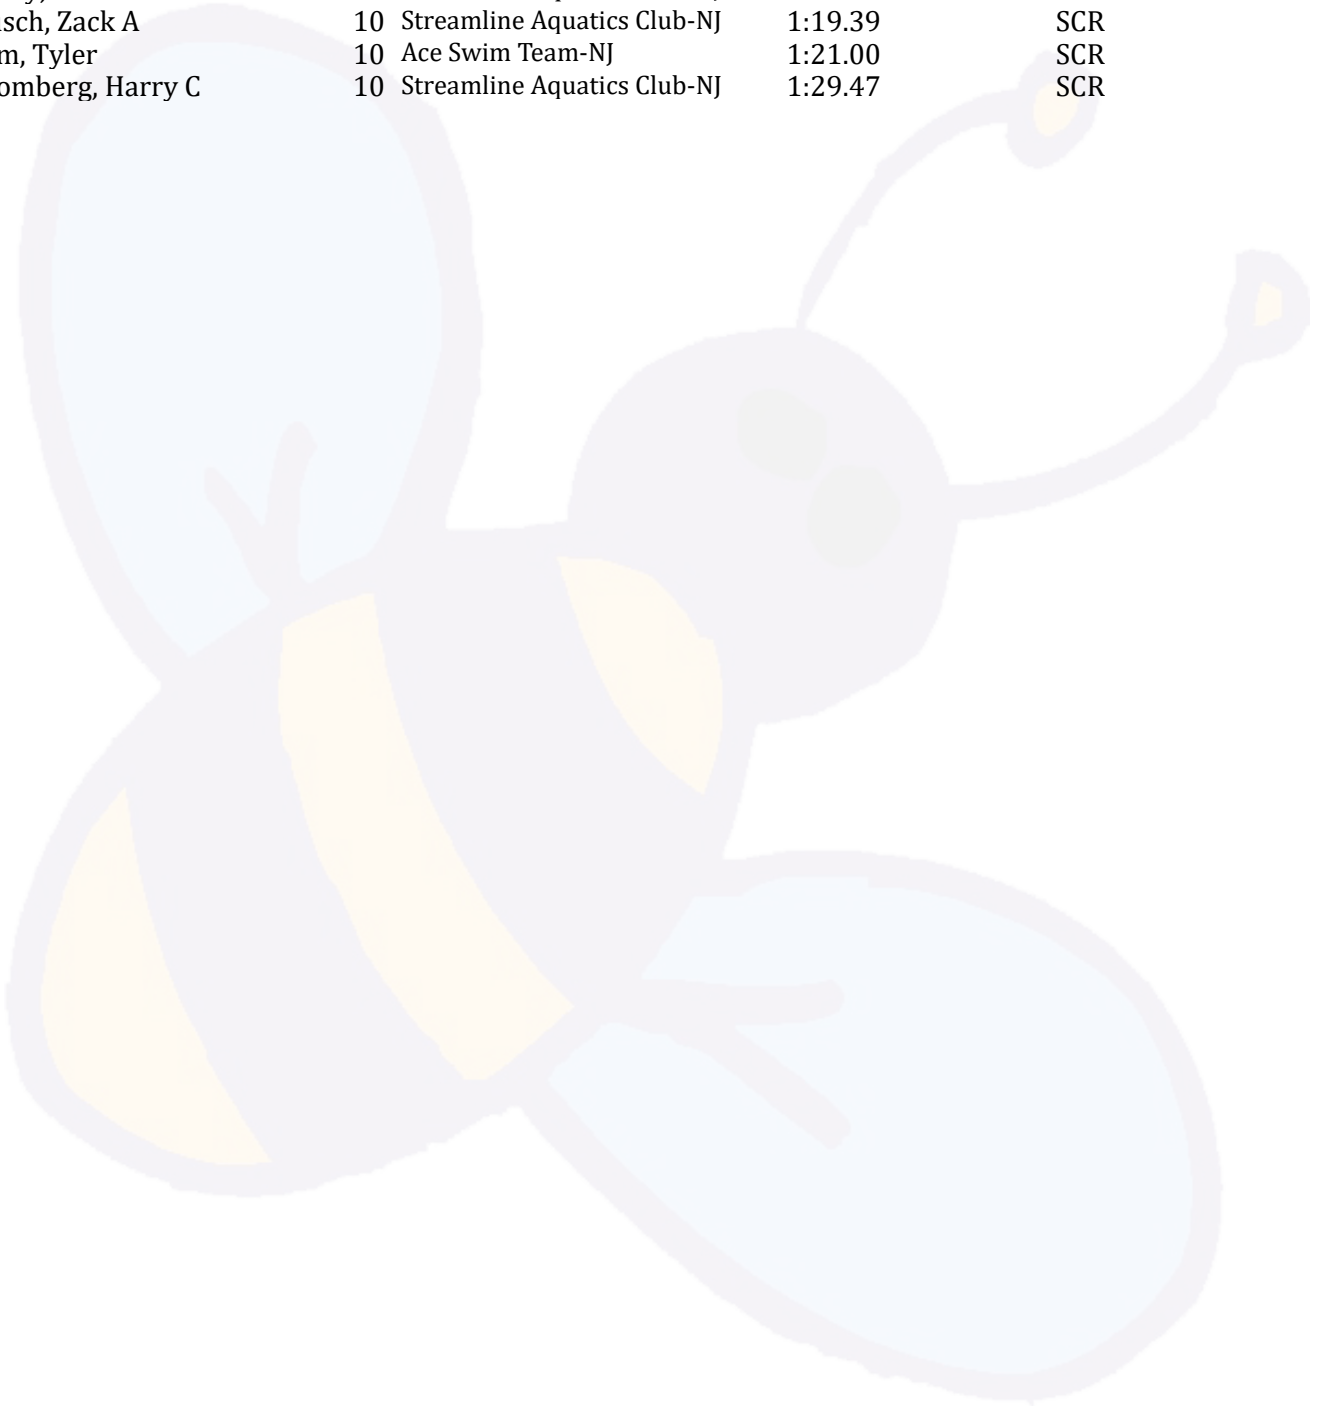 sch, Zack A 10 Streamline Aquatics Club-NJ 1:19.39 SCR
m, Tyler 10 Ace Swim Team-NJ 1:21.00 SCR
omberg, Harry C 10 Streamline Aquatics Club-NJ 1:29.47 SCR